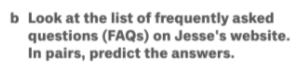 b Look at the list of frequently asked
questions (FAQs) on Jesse's website.
In pairs, predict the answers.